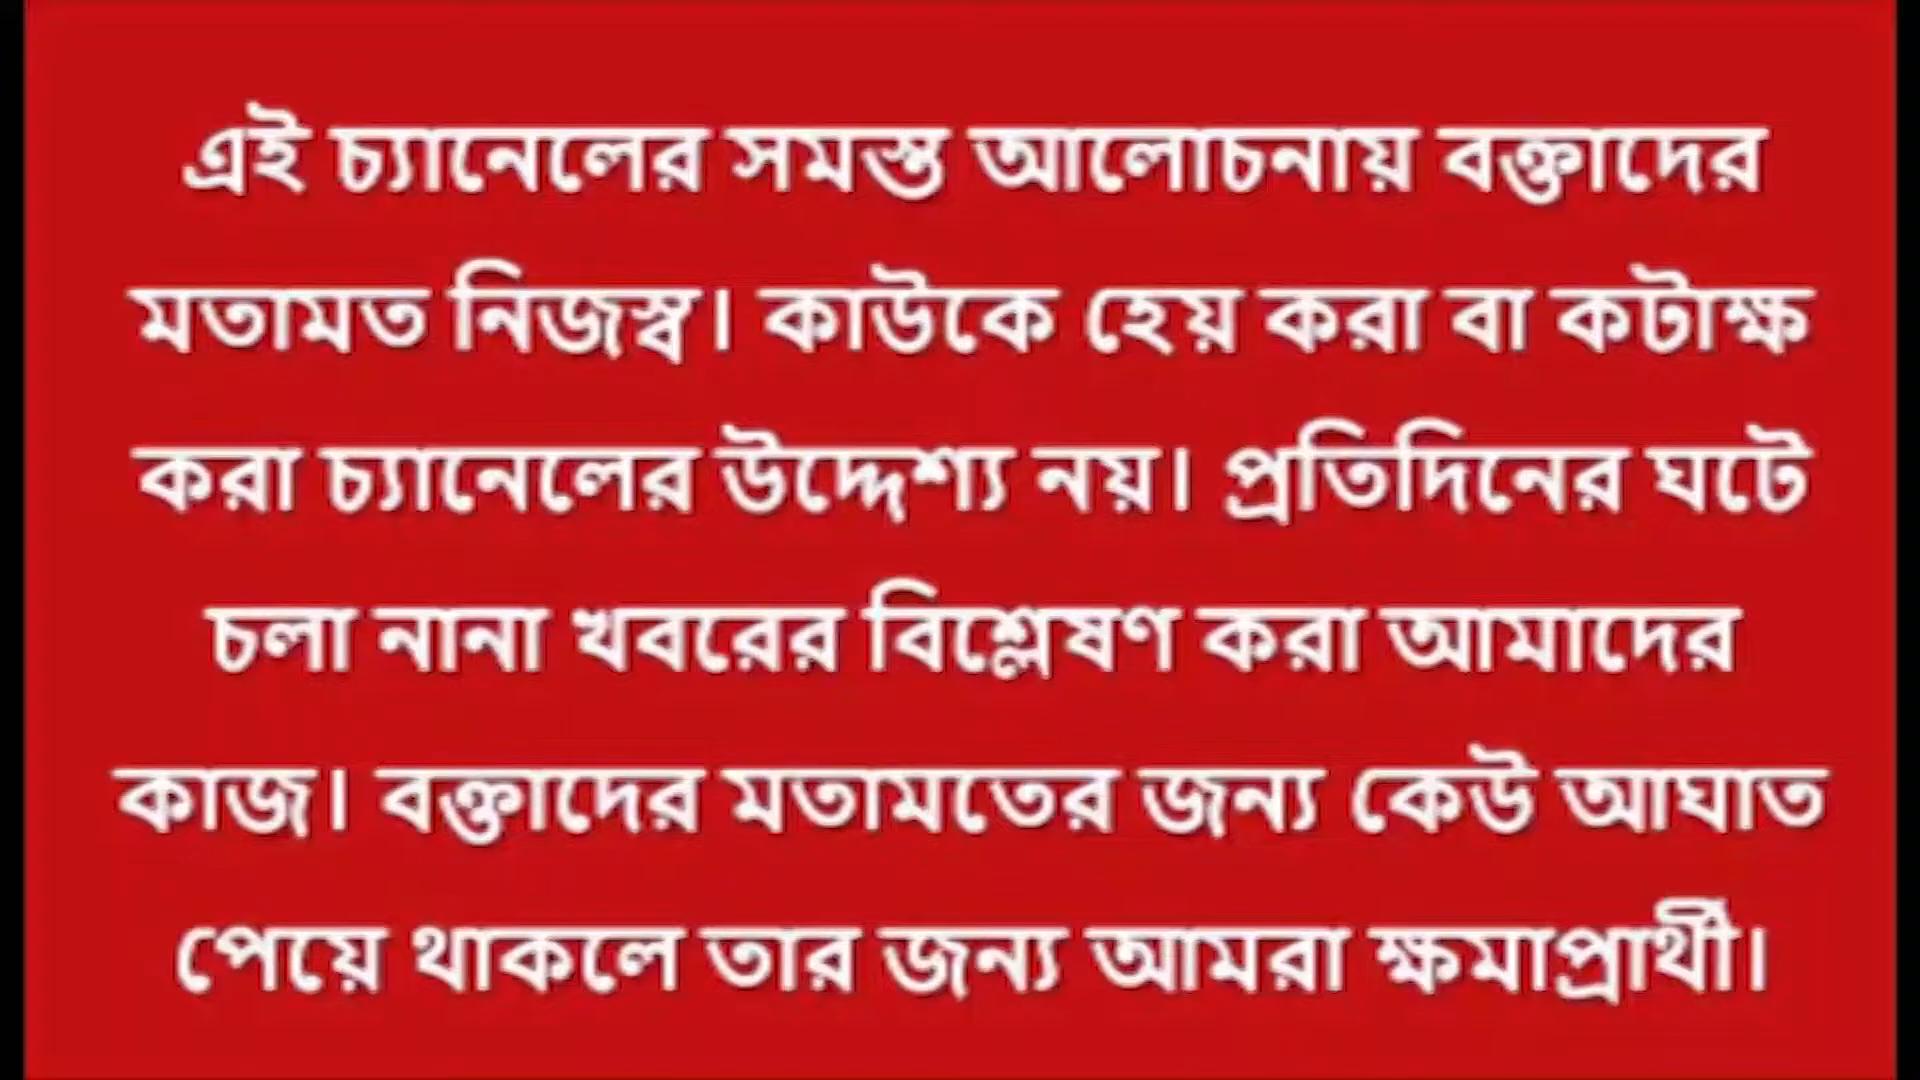 এই চ্যানেলের সমস্ত আলোচনায় বক্তাদের
মতামত নিজস্ব। কাউকে হেয় করা বা কটাক্ষ
করা চ্যানেলের উদ্দেশ্য নয়। প্রতিদিনের ঘটে
চলা নানা খবরের বিশ্লেষণ করা আমাদের
কাজ। বক্তাদের মতামতের জন্য কেউ আঘাত
পেয়ে থাকলে তার জন্য আমরা ক্ষমাপ্রার্থী।